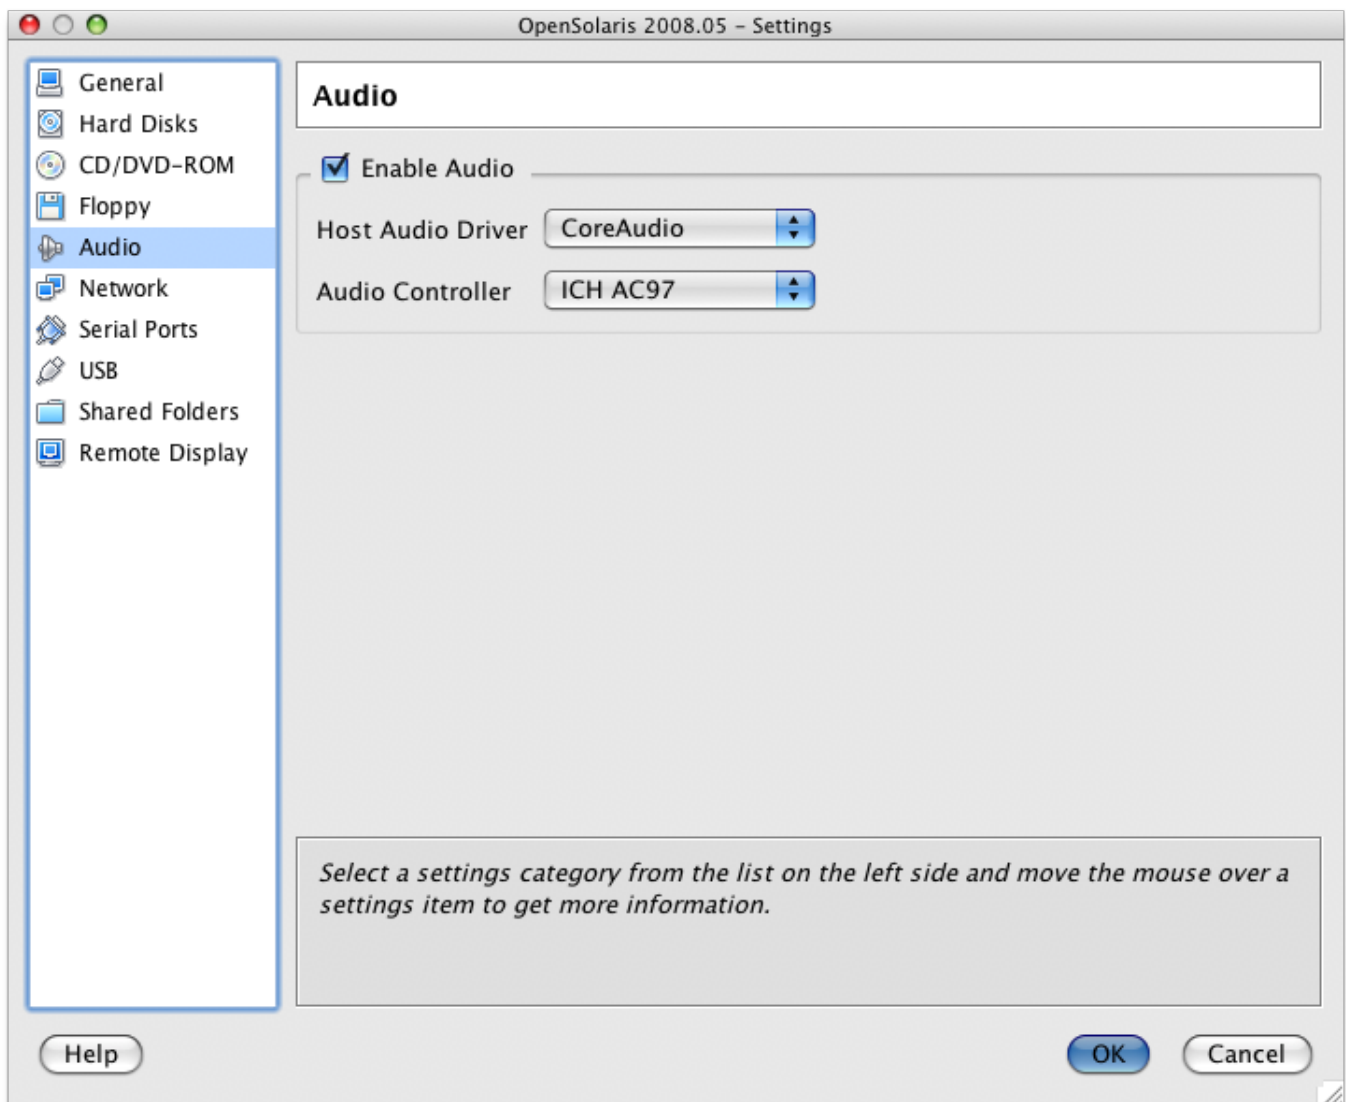 OpenSolaris 2008.05 – Settings
General
Hard Disks
CD/DVD-ROM
Floppy
Audio
Network
Serial Ports
USB
Shared Folders
Remote Display
Audio
Enable Audio
Host Audio Driver CoreAudio
Audio Controller ICH AC97
Select a settings category from the list on the left side and move the mouse over a
settings item to get more information.
Help OK Cancel